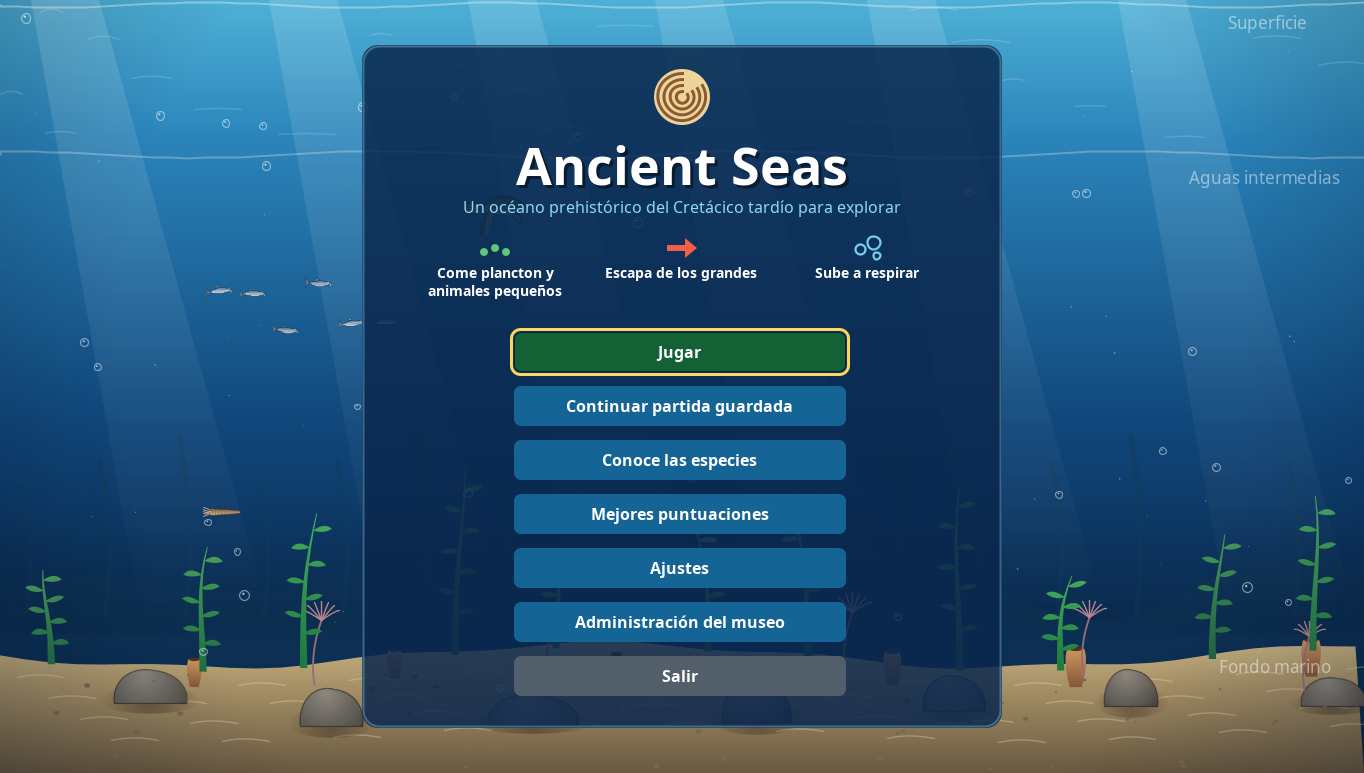 Superficie
Ancient Seas
Aguas intermedias
Un océano prehistórico del Cretácico tardío para explorar
Come plancton y
animales pequeños
Escapa de los grandes
Sube a respirar
Jugar
Continuar partida guardada
Conoce las especies
Mejores puntuaciones
Ajustes
Administración del museo
Fondo marino
Salir